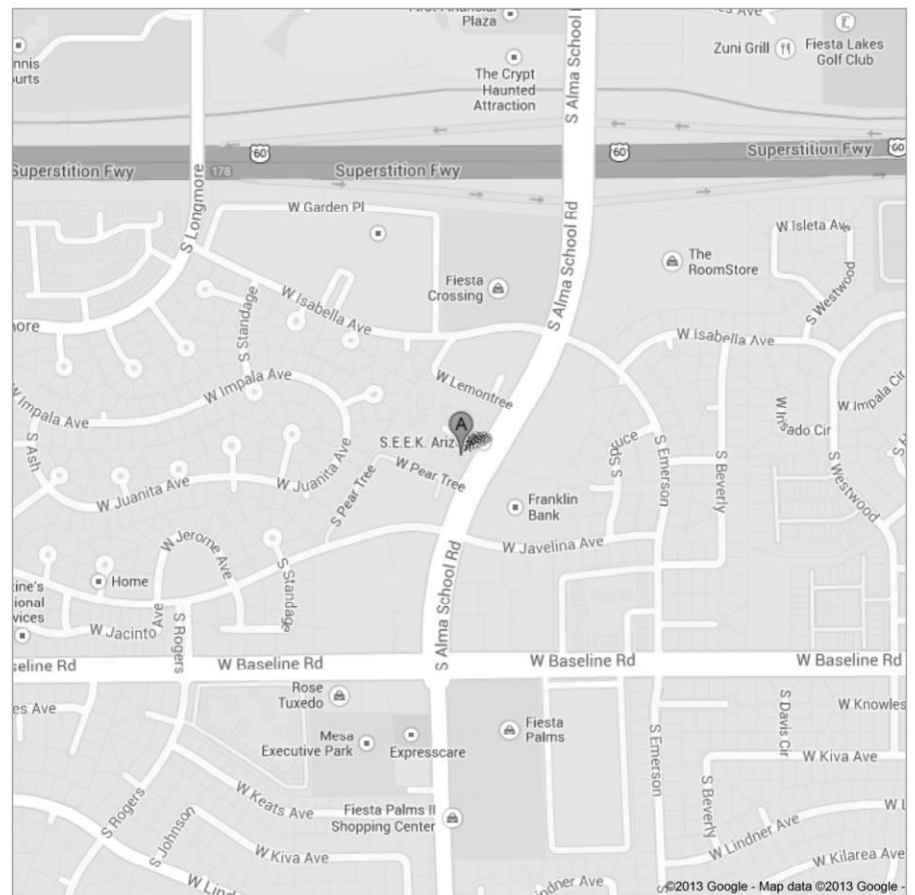 Plaza
S Alma School
Zuni Grill
Fiesta Lakes
Golf Club
The Crypt
Haunted
Attraction
60
60
60
Superstition Fwy
Superstition Fwy
Superstition Fwy
178
S Longmore
W Garden Pl
S Alma School Rd
W Isleta Ave
The
RoomStore
Fiesta
Crossing
S Westwood
S Standage
W Isabella Ave
S Alma School Rd
W Isabella Ave
W Lemontree
W Impala Ave
W Impala Ave
W Impala Cir
A
S.E.E.K.
S Ash
W Juanita Ave
W Juanita Ave
S Pear Tree
W Pear Tree
S Spruce
S Emerson
S Beverly
S Westwood
Franklin
Bank
W Javelina Ave
W Jerome Ave
S Standage
Home
W Jacinto Ave
S Rogers
S Alma School Rd
W Baseline Rd
W Baseline Rd
W Baseline Rd
Rose
Tuxedo
Mesa
Executive Park
Expresscare
Fiesta
Palms
S Davis Cir
W Knowles
S Emerson
W Kiva Ave
S Beverly
W Keats Ave
S Rogers
S Johnson
Fiesta Palms II
Shopping Center
W Kiva Ave
W Lindner Ave
W Kilarea Ave
©2013 Google - Map data ©2013 Google -